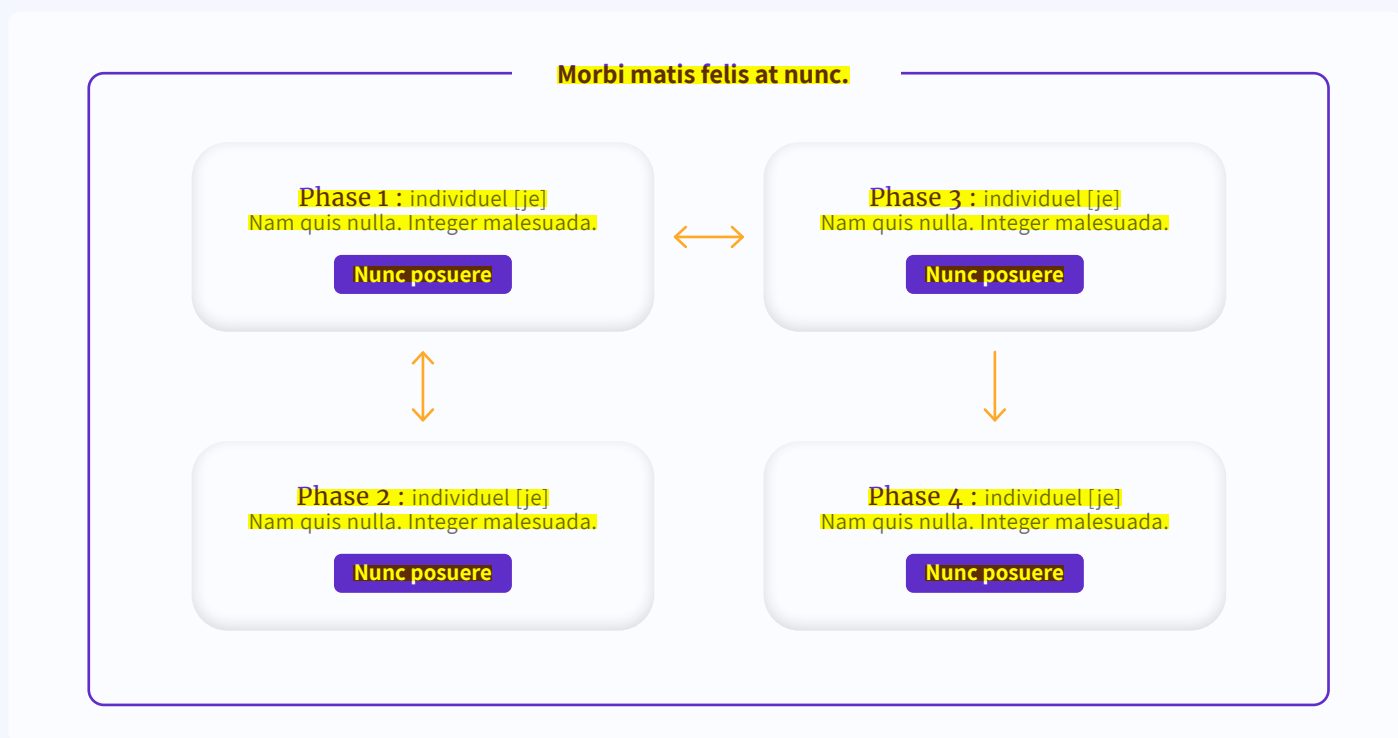 Morbi matis felis at nunc.
Phase 1 : individuel [je]
Nam quis nulla. Integer malesuada.
Nunc posuere
Phase 3 : individuel [je]
Nam quis nulla. Integer malesuada.
Nunc posuere
Phase 2 : individuel [je]
Nam quis nulla. Integer malesuada.
Nunc posuere
Phase 4 : individuel [je]
Nam quis nulla. Integer malesuada.
Nunc posuere